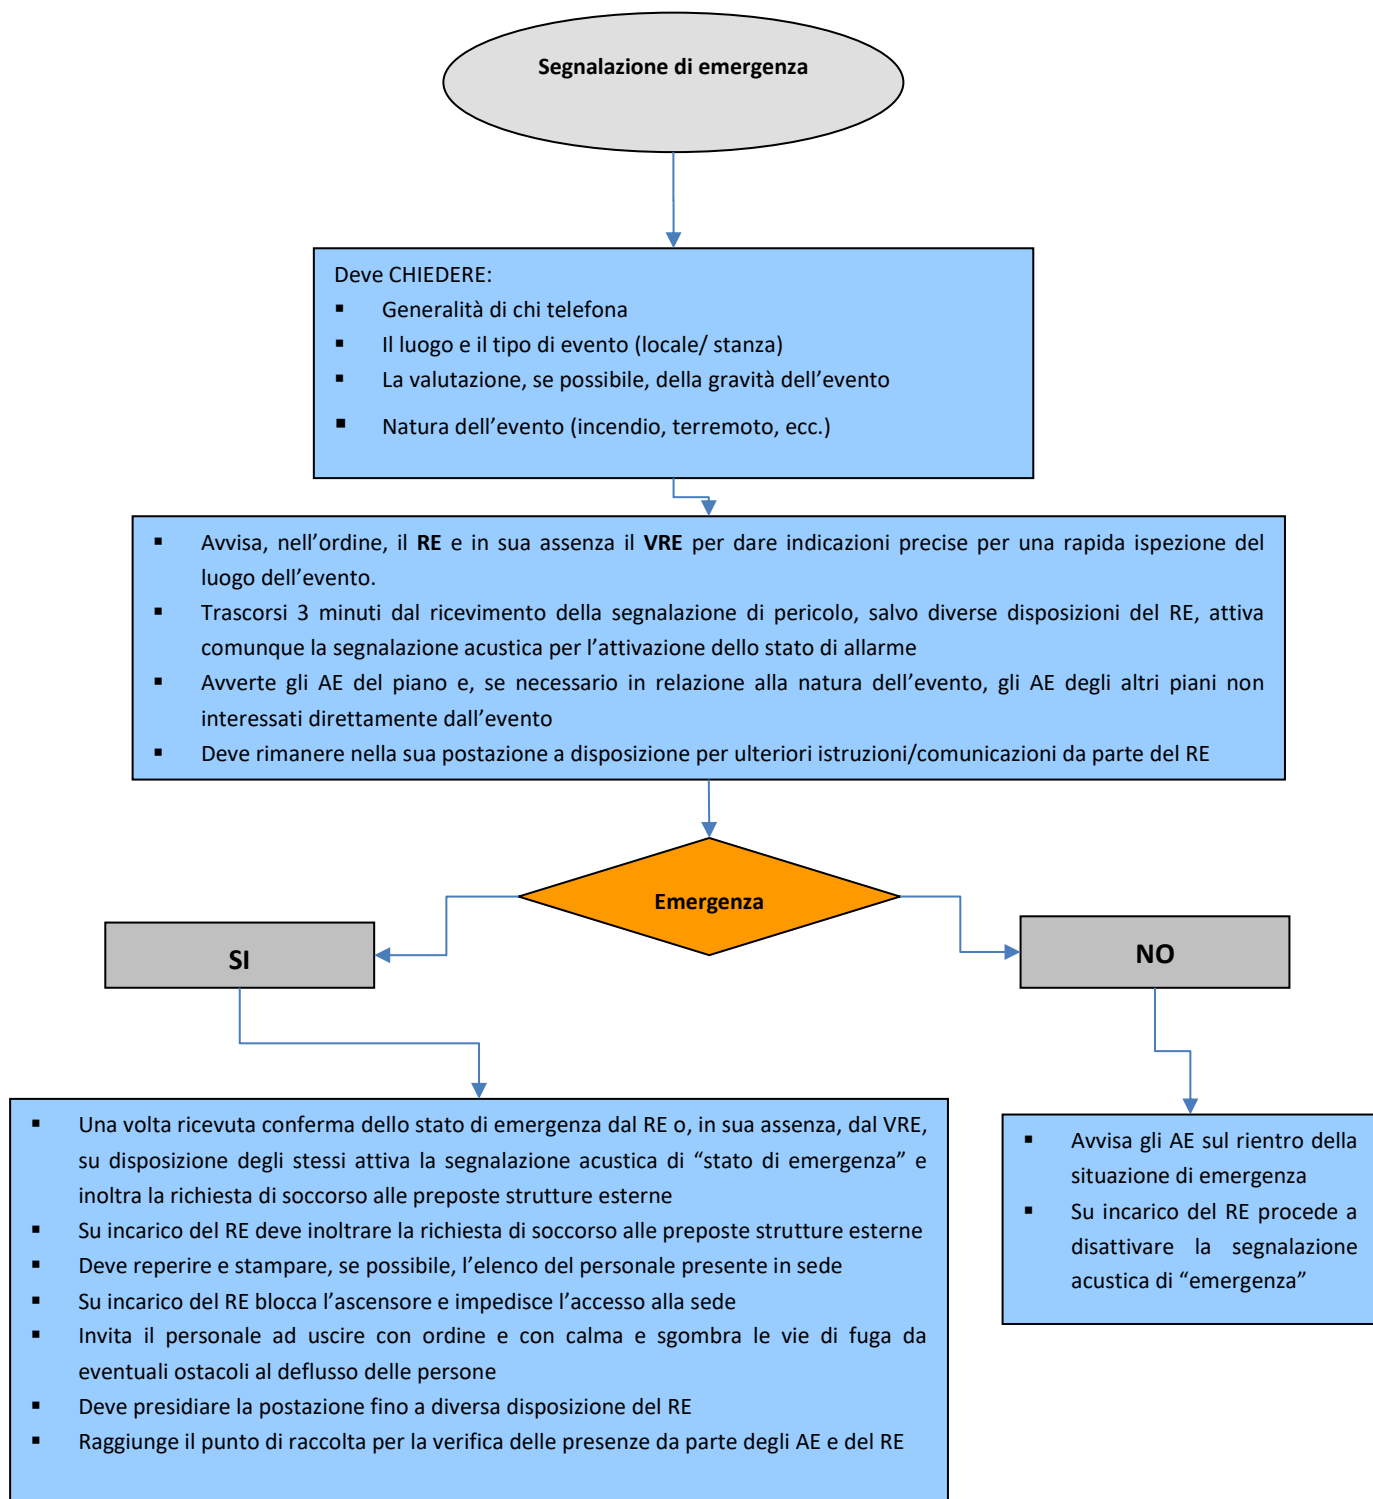 Segnalazione di emergenza
Deve CHIEDERE:
▪ Generalità di chi telefona
▪ Il luogo e il tipo di evento (locale/ stanza)
▪ La valutazione, se possibile, della gravità dell’evento
▪ Natura dell’evento (incendio, terremoto, ecc.)
▪ Avvisa, nell’ordine, il RE e in sua assenza il VRE per dare indicazioni precise per una rapida ispezione del
luogo dell’evento.
▪ Trascorsi 3 minuti dal ricevimento della segnalazione di pericolo, salvo diverse disposizioni del RE, attiva
comunque la segnalazione acustica per l’attivazione dello stato di allarme
▪ Avverte gli AE del piano e, se necessario in relazione alla natura dell’evento, gli AE degli altri piani non
interessati direttamente dall’evento
▪ Deve rimanere nella sua postazione a disposizione per ulteriori istruzioni/comunicazioni da parte del RE
Emergenza
SI
NO
▪ Una volta ricevuta conferma dello stato di emergenza dal RE o, in sua assenza, dal VRE,
su disposizione degli stessi attiva la segnalazione acustica di “stato di emergenza” e
inoltra la richiesta di soccorso alle preposte strutture esterne
▪ Su incarico del RE deve inoltrare la richiesta di soccorso alle preposte strutture esterne
▪ Deve reperire e stampare, se possibile, l’elenco del personale presente in sede
▪ Su incarico del RE blocca l’ascensore e impedisce l’accesso alla sede
▪ Invita il personale ad uscire con ordine e con calma e sgombra le vie di fuga da
eventuali ostacoli al deflusso delle persone
▪ Deve presidiare la postazione fino a diversa disposizione del RE
▪ Raggiunge il punto di raccolta per la verifica delle presenze da parte degli AE e del RE
▪ Avvisa gli AE sul rientro della
situazione di emergenza
▪ Su incarico del RE procede a
disattivare la segnalazione
acustica di “emergenza”